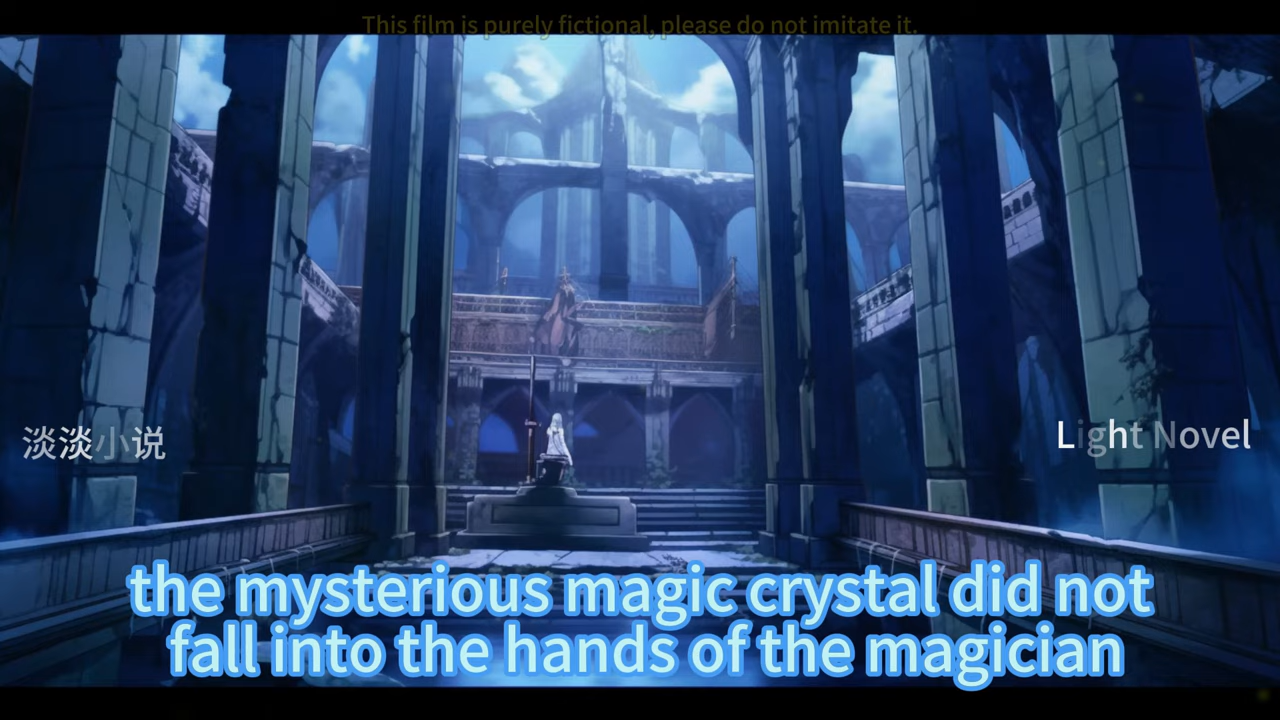 This film is purely fictional, please do not imitate it.
淡淡小说
Light Novel
the mysterious magic crystal did not
fall into the hands of the magician